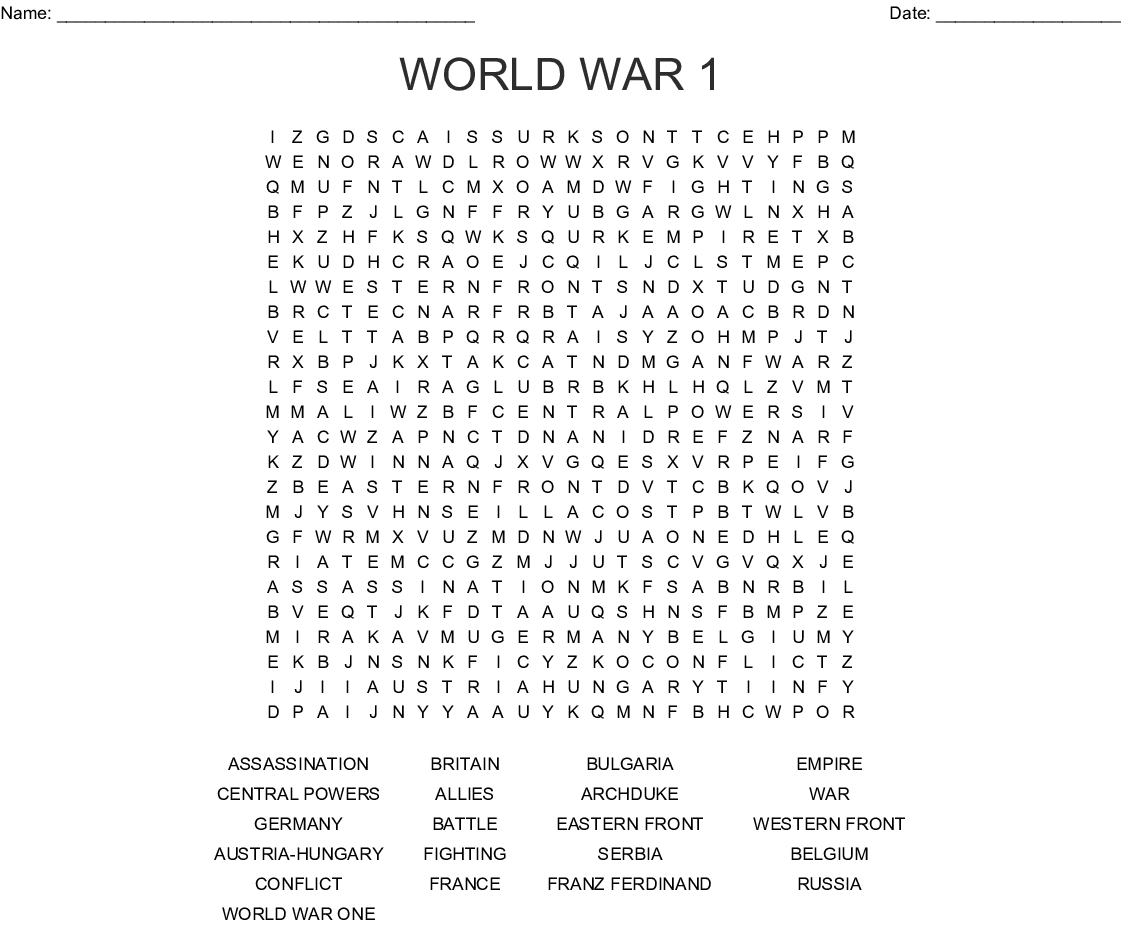 Name: ___________________________________________ Date: ___________________
WORLD WAR 1
I Z G D S C A I S S U R K S O N T T C E H P P M
W E N O R A W D L R O W W X R V G K V V Y F B Q
Q M U F N T L C M X O A M D W F I G H T I N G S
B F P Z J L G N F F R Y U B G A R G W L N X H A
H X Z H F K S Q W K S Q U R K E M P I R E T X B
E K U D H C R A O E J C Q I L J C L S T M E P C
L W W E S T E R N F R O N T S N D X T U D G N T
B R C T E C N A R F R B T A J A A O A C B R D N
V E L T T A B P Q R Q R A I S Y Z O H M P J T J
R X B P J K X T A K C A T N D M G A N F W A R Z
L F S E A I R A G L U B R B K H L H Q L Z V M T
M M A L I W Z B F C E N T R A L P O W E R S I V
Y A C W Z A P N C T D N A N I D R E F Z N A R F
K Z D W I N N A Q J X V G Q E S X V R P E I F G
Z B E A S T E R N F R O N T D V T C B K Q O V J
M J Y S V H N S E I L L A C O S T P B T W L V B
G F W R M X V U Z M D N W J U A O N E D H L E Q
R I A T E M C C G Z M J J U T S C V G V Q X J E
A S S A S S I N A T I O N M K F S A B N R B I L
B V E Q T J K F D T A A U Q S H N S F B M P Z E
M I R A K A V M U G E R M A N Y B E L G I U M Y
E K B J N S N K F I C Y Z K O C O N F L I C T Z
I J I I A U S T R I A H U N G A R Y T I I N F Y
D P A I J N Y Y A A U Y K Q M N F B H C W P O R
ASSASSINATION BRITAIN BULGARIA EMPIRE
CENTRAL POWERS ALLIES ARCHDUKE WAR
GERMANY BATTLE EASTERN FRONT WESTERN FRONT
AUSTRIA-HUNGARY FIGHTING SERBIA BELGIUM
CONFLICT FRANCE FRANZ FERDINAND RUSSIA
WORLD WAR ONE